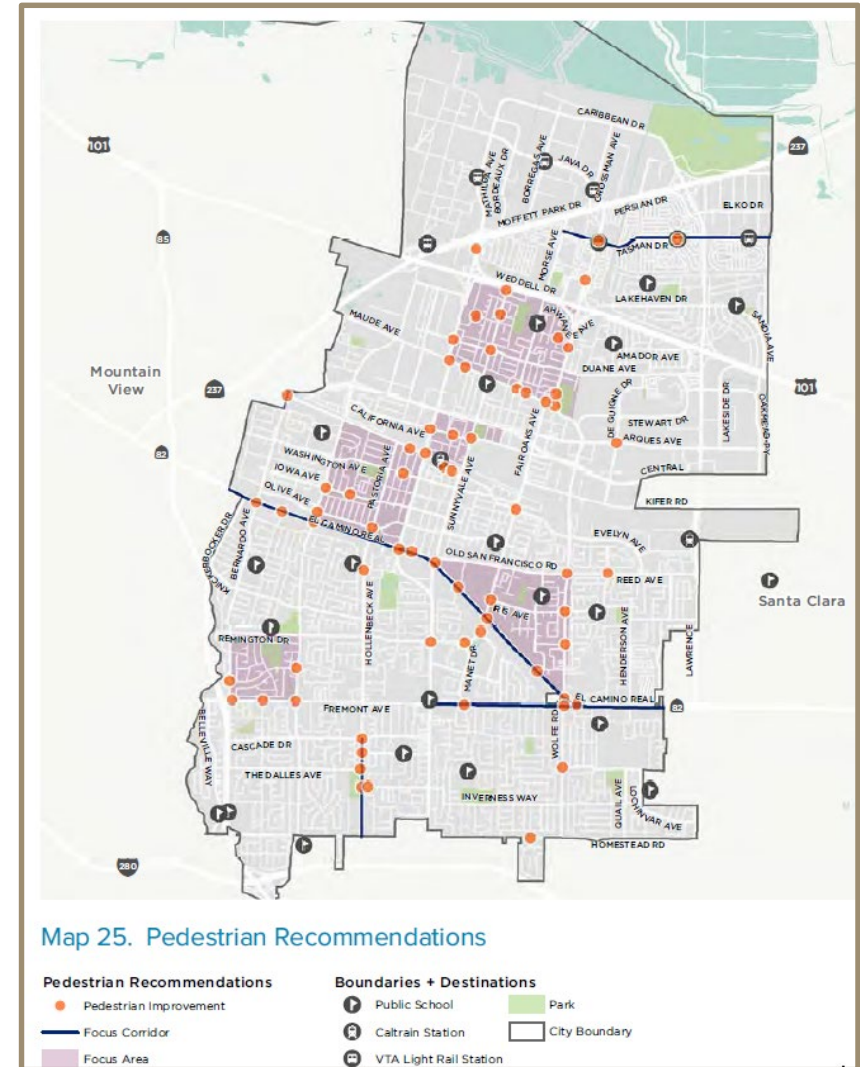 CARIBBEAN DR
101
237
MATHILDA AVE
BORDEAUX DR
BORREGAS AVE
JAVA DR
CROSSMAN AVE
PERSIAN DR
ELKO DR
MOFFETT PARK DR
85
MORSE AVE
TASMAN DR
WEDDELL DR
LAKEHAVEN DR
AHWANEE AVE
SANDIA AVE
MAUDE AVE
AMADOR AVE
DUANE AVE
Mountain
View
237
101
DE GUIGNE DR
LAKESIDE DR
OAKMEAD PY
CALIFORNIA AVE
FAIR OAKS AVE
STEWART DR
ARQUES AVE
82
WASHINGTON AVE
PASTORIA AVE
IOWA AVE
SUNNYVALE AVE
CENTRAL
OLIVE AVE
KIFER RD
EL CAMINO REAL
KNICKERBOCKER DR
BERNARDO AVE
EVELYN AVE
OLD SAN FRANCISCO RD
REED AVE
Santa Clara
HOLLENBECK AVE
IRIS AVE
HENDERSON AVE
LAWRENCE
REMINGTON DR
MANET DR
EL CAMINO REAL
82
FREMONT AVE
BELLEVILLE WAY
WOLFE RD
CASCADE DR
THE DALLES AVE
INVERNESS WAY
QUAIL AVE
LOCHINVAR AVE
HOMESTEAD RD
280
Map 25. Pedestrian Recommendations
Pedestrian Recommendations
Pedestrian Improvement
Focus Corridor
Focus Area
Boundaries + Destinations
Public School
Caltrain Station
VTA Light Rail Station
Park
City Boundary